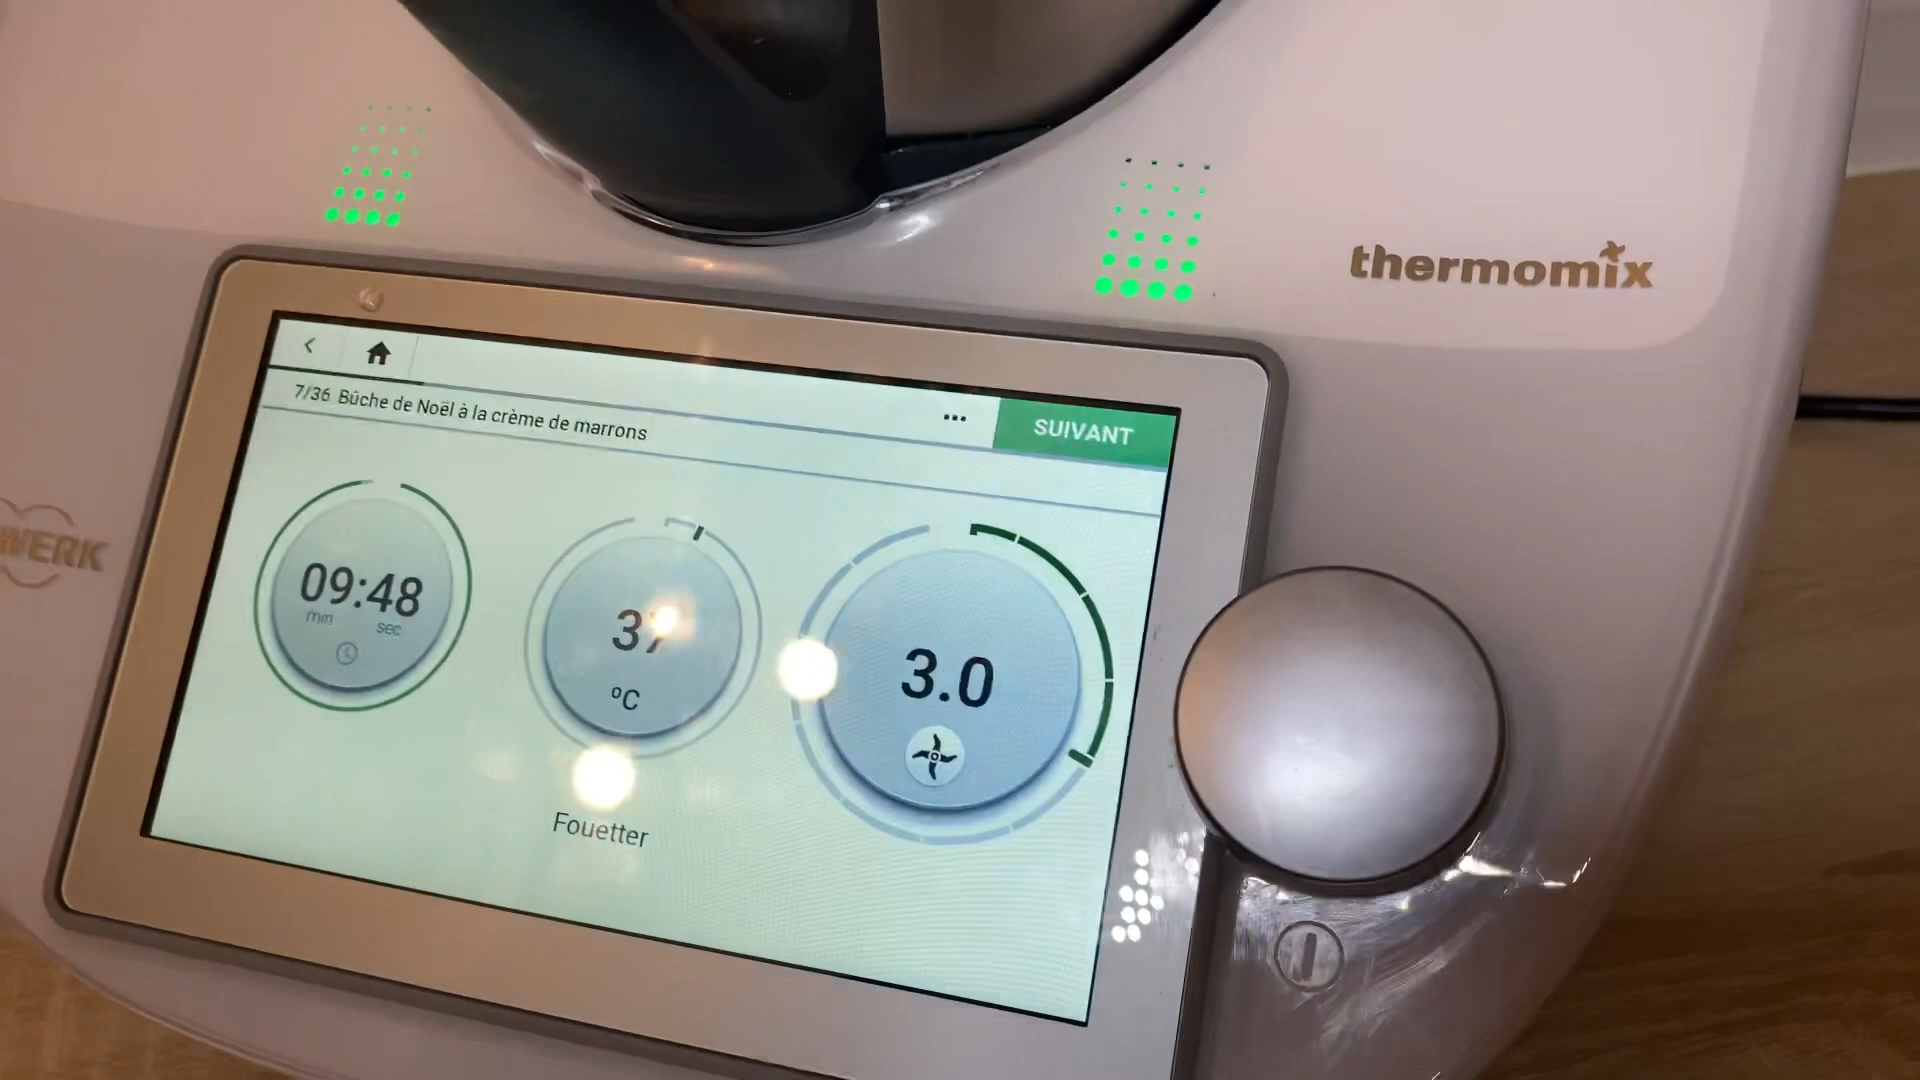 thermomix
7/36 Bûche de Noël à la crème de marrons
SUIVANT
WERK
09:48
min sec
37
°C
3.0
Fouetter